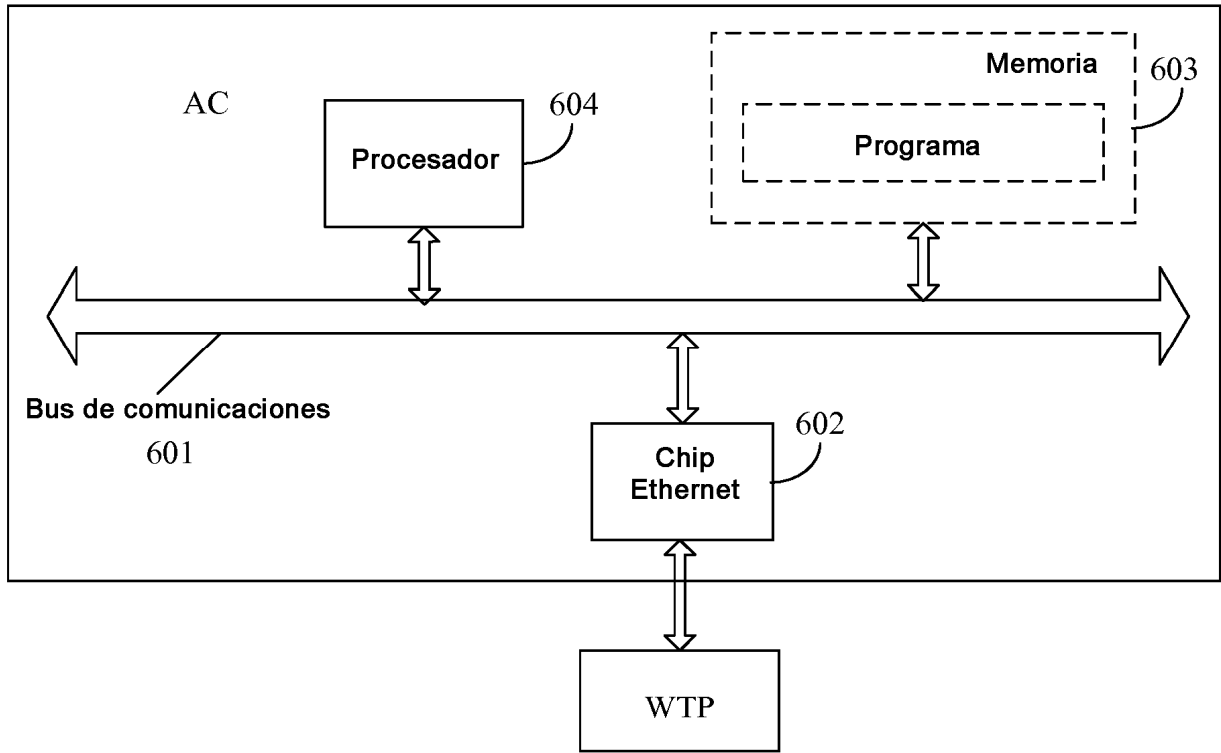 AC
604
Procesador
Memoria
603
Programa
Bus de comunicaciones
601
602
Chip
Ethernet
WTP